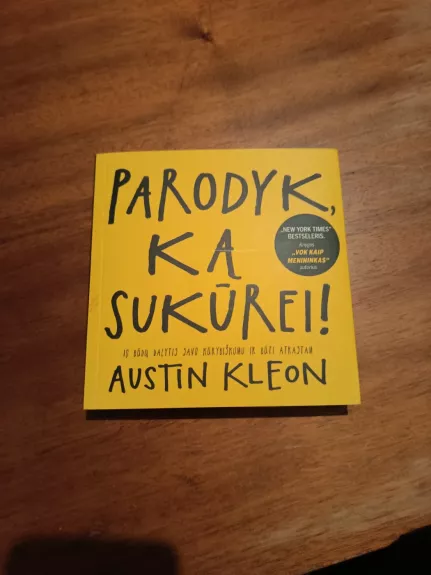 PARODYK,
KĄ
SUKŪREI!
„NEW YORK TIMES“
BESTSELERIS.
Knygos
„VOK KAIP
MENININKAS“
autorius
10 BŪDŲ DALYTIS SAVO KŪRYBIŠKUMU IR BŪTI ATRASTAM
AUSTIN KLEON